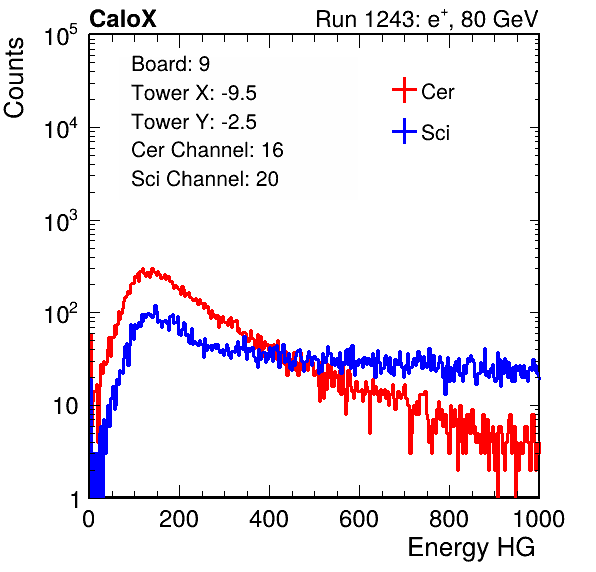 CaloX Run 1243: e+, 80 GeV
Counts
Board: 9
Tower X: -9.5
Tower Y: -2.5
Cer Channel: 16
Sci Channel: 20
Cer
Sci
10^5
10^4
10^3
10^2
10
1
0 200 400 600 800 1000
Energy HG